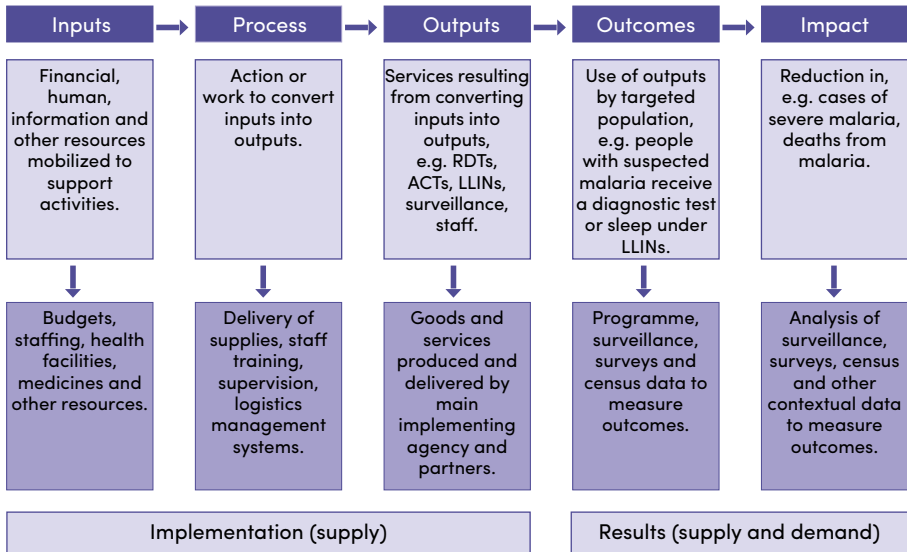 Inputs
Process
Outputs
Outcomes
Impact
Financial,
human,
information and
other resources
mobilized to
support
activities.
Action or
work to convert
inputs into
outputs.
Services resulting
from converting
inputs into
outputs,
e.g. RDTs,
ACTs, LLINs,
surveillance,
staff.
Use of outputs
by targeted
population,
e.g. people
with suspected
malaria receive
a diagnostic test
or sleep under
LLINs.
Reduction in,
e.g. cases of
severe malaria,
deaths from
malaria.
Budgets,
staffing, health
facilities,
medicines and
other resources.
Delivery of
supplies, staff
training,
supervision,
logistics
management
systems.
Goods and
services
produced and
delivered by
main
implementing
agency and
partners.
Programme,
surveillance,
surveys and
census data to
measure
outcomes.
Analysis of
surveillance,
surveys, census
and other
contextual data
to measure
outcomes.
Implementation (supply)
Results (supply and demand)